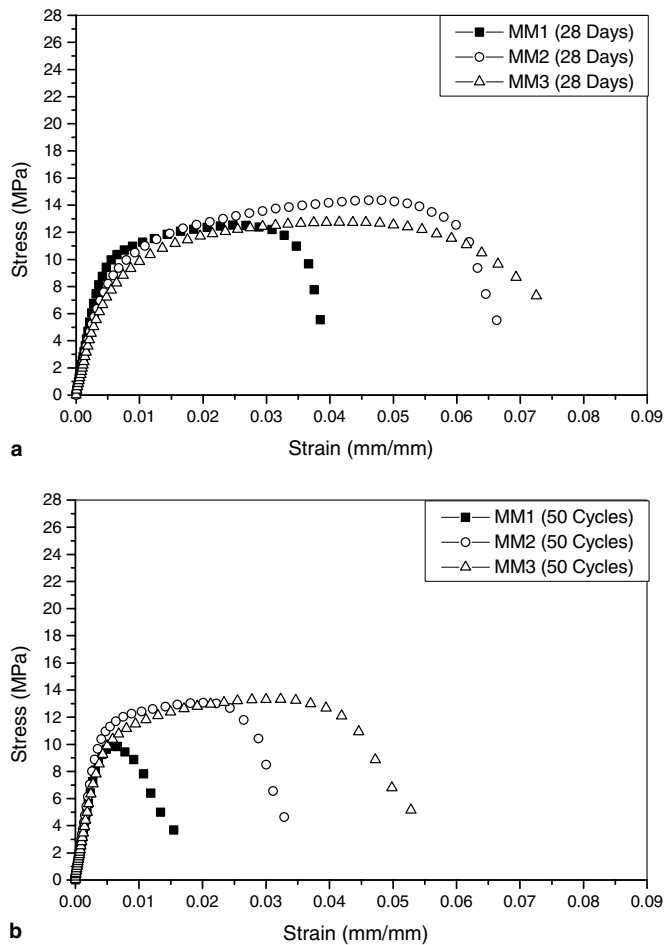 MM1 (28 Days)
MM2 (28 Days)
MM3 (28 Days)
28
26
24
22
20
18
16
14
12
10
8
6
4
2
0
Stress (MPa)
0.00 0.01 0.02 0.03 0.04 0.05 0.06 0.07 0.08 0.09
Strain (mm/mm)
a
MM1 (50 Cycles)
MM2 (50 Cycles)
MM3 (50 Cycles)
28
26
24
22
20
18
16
14
12
10
8
6
4
2
0
Stress (MPa)
0.00 0.01 0.02 0.03 0.04 0.05 0.06 0.07 0.08 0.09
Strain (mm/mm)
b